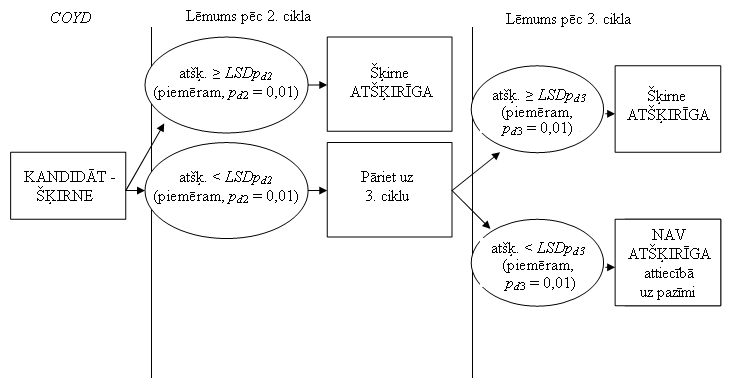 COYD
Lēmums pēc 2. cikla
Lēmums pēc 3. cikla
KANDIDĀT -
ŠĶIRNE
atšķ. ≥ LSDpd2
(piemēram, pd2 = 0,01)
Šķirne
ATŠĶIRĪGA
atšķ. < LSDpd2
(piemēram, pd2 = 0,01)
Pāriet uz
3. ciklu
atšķ. ≥ LSDpd3
(piemēram,
pd3 = 0,01)
Šķirne
ATŠĶIRĪGA
atšķ. < LSDpd3
(piemēram,
pd3 = 0,01)
NAV
ATŠĶIRĪGA
attiecībā
uz pazīmi